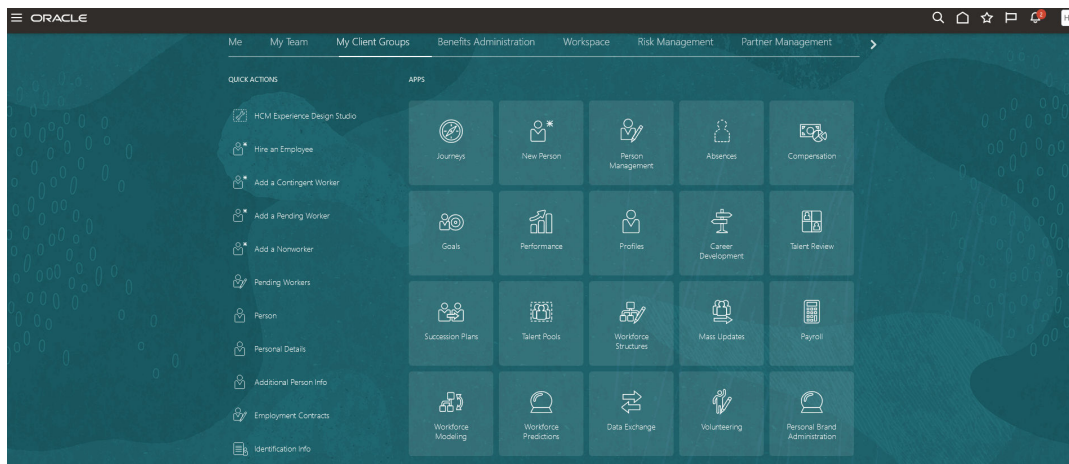 ORACLE
2
H
Me
My Team
My Client Groups
Benefits Administration
Workspace
Risk Management
Partner Management
QUICK ACTIONS
HCM Experience Design Studio
Hire an Employee
Add a Contingent Worker
Add a Pending Worker
Add a Nonworker
Pending Workers
Person
Personal Details
Additional Person Info
Employment Contracts
Identification Info
APPS
Journeys
New Person
Person
Management
Absences
Compensation
Goals
Performance
Profiles
Career
Development
Talent Review
Succession Plans
Talent Pools
Workforce
Structures
Mass Updates
Payroll
Workforce
Modeling
Workforce
Predictions
Data Exchange
Volunteering
Personal Brand
Administration